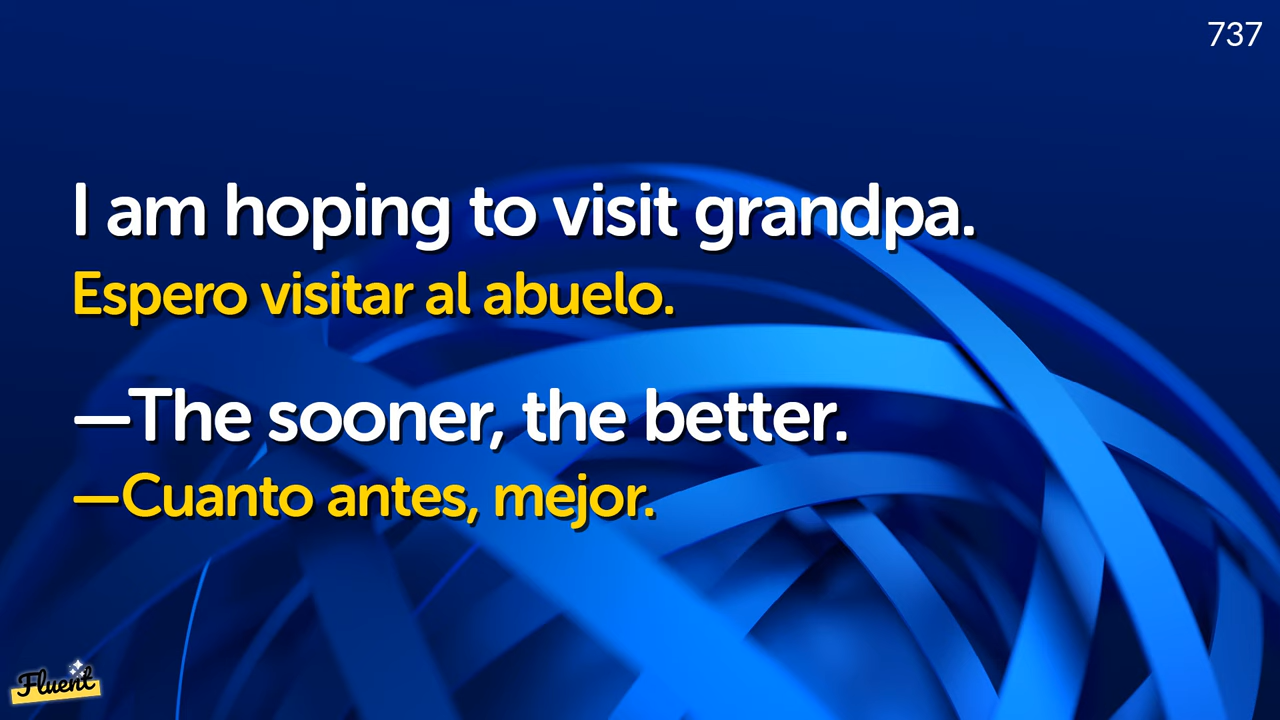 737
I am hoping to visit grandpa.
Espero visitar al abuelo.
—The sooner, the better.
—Cuanto antes, mejor.
Fluent